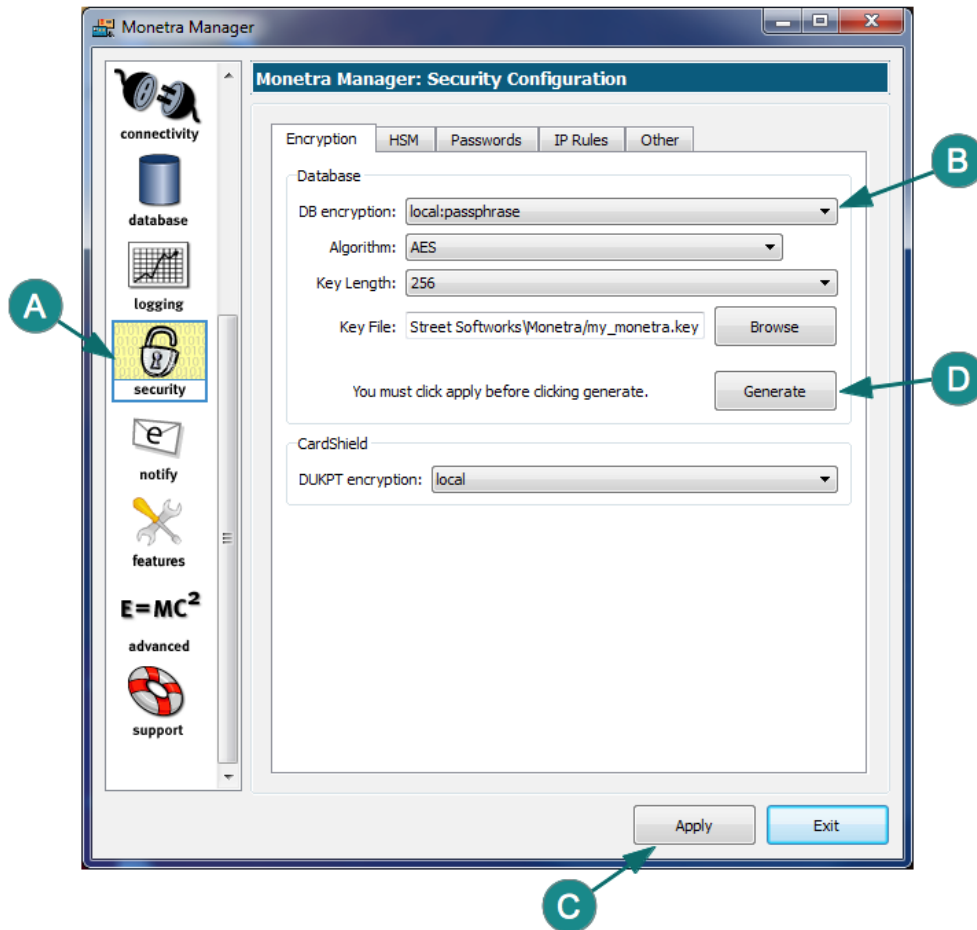 Monetra Manager
Monetra Manager: Security Configuration
connectivity
database
logging
security
notify
features
E=MC2
advanced
support
Encryption HSM Passwords IP Rules Other
Database
DB encryption: local:passphrase
Algorithm: AES
Key Length: 256
Key File: Street Softworks\Monetra/my_monetra.key Browse
You must click apply before clicking generate. Generate
CardShield
DUKPT encryption: local
Apply Exit
A
B
C
D